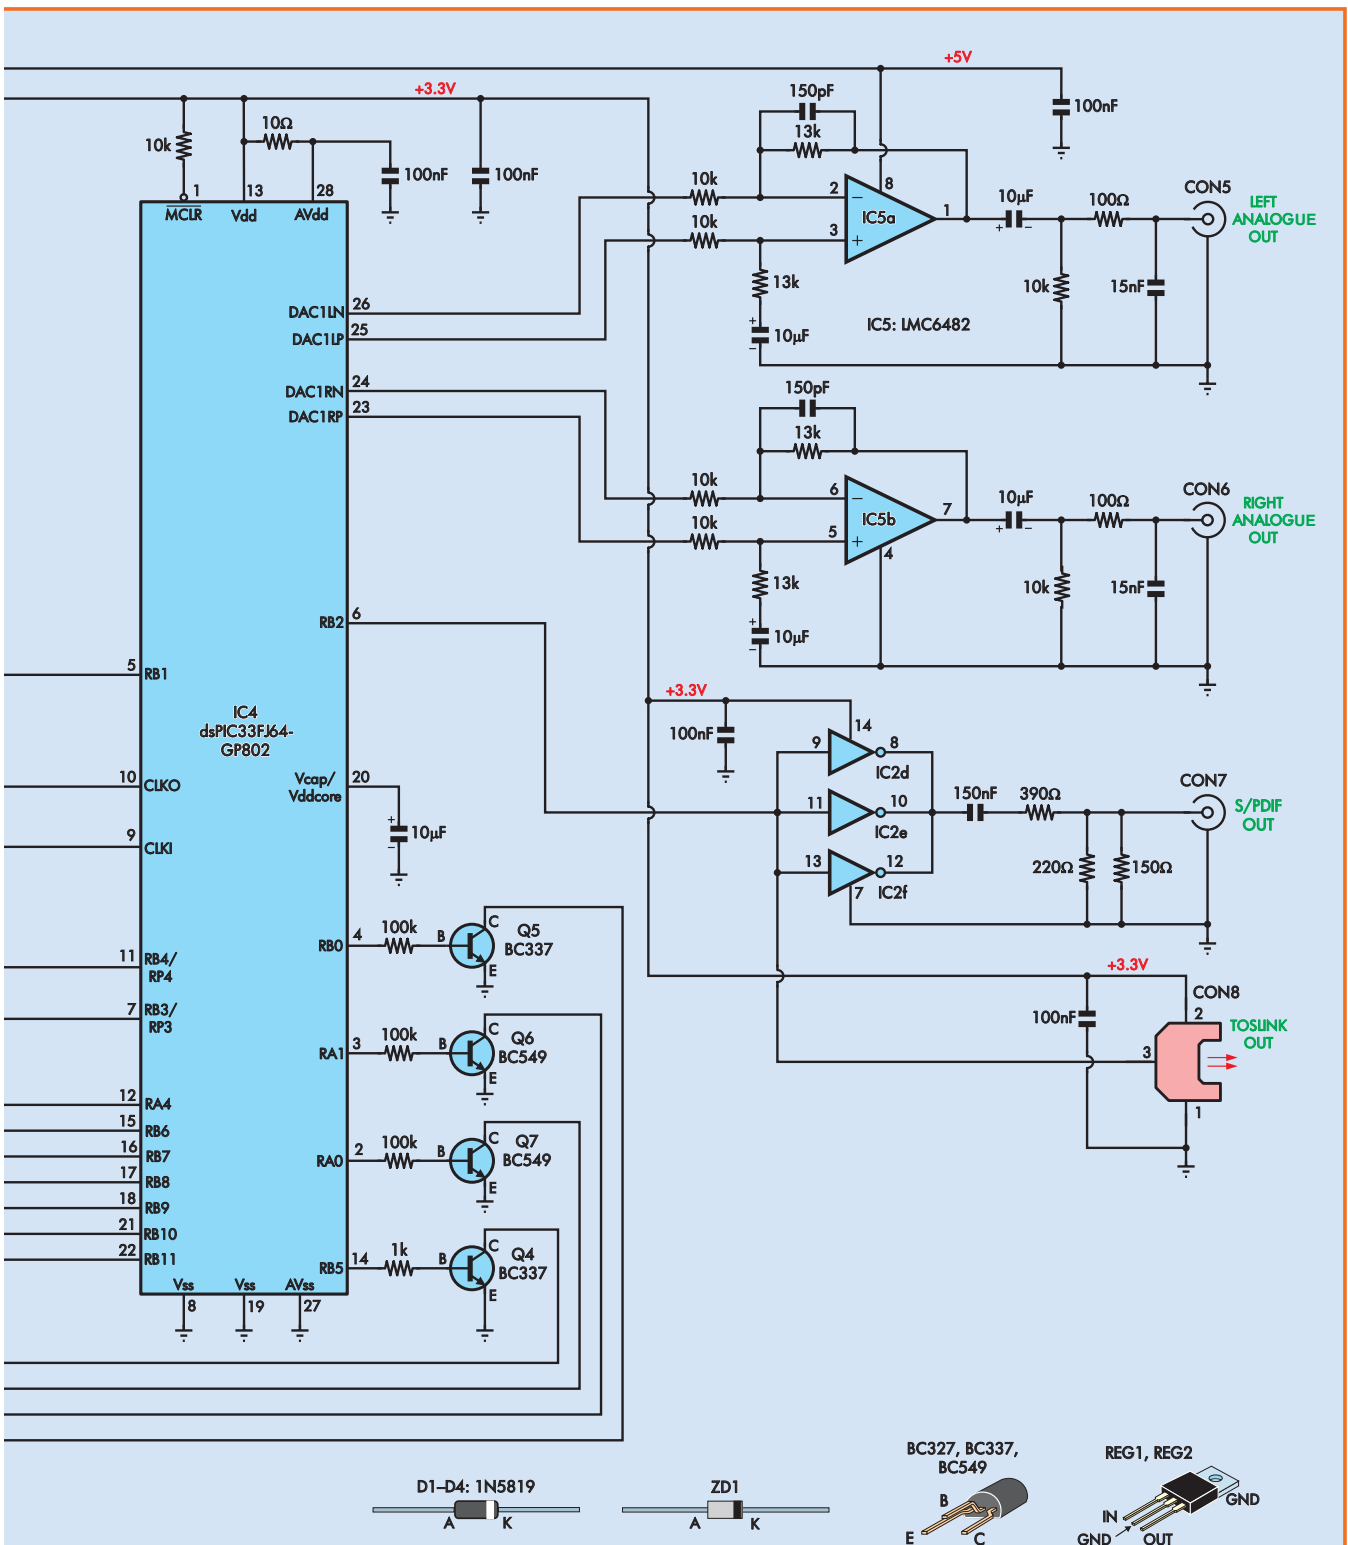 +5V
+3.3V
150pF
13k
100nF
10k
10Ω
100nF
100nF
1
13
28
MCLR
Vdd
AVdd
10k
2
−
8
IC5a
1
10µF
+
−
100Ω
CON5
LEFT
ANALOGUE
OUT
10k
3
+
13k
+
10µF
−
10k
15nF
IC5: LMC6482
DAC1LN
26
DAC1LP
25
DAC1RN
24
DAC1RP
23
150pF
13k
10k
6
−
IC5b
7
10µF
+
−
100Ω
CON6
RIGHT
ANALOGUE
OUT
10k
5
+
4
13k
+
10µF
−
10k
15nF
RB2
6
5
RB1
IC4
dsPIC33FJ64-
GP802
+3.3V
100nF
14
9
8
IC2d
11
10
IC2e
13
12
IC2f
7
150nF
390Ω
CON7
S/PDIF
OUT
220Ω
150Ω
10
CLKO
Vcap/
Vddcore
20
+
10µF
−
9
CLKI
RB0
4
100k
B
C
E
Q5
BC337
11
RB4/
RP4
7
RB3/
RP3
+3.3V
CON8
100nF
2
TOSLINK
OUT
3
1
RA1
3
100k
B
C
E
Q6
BC549
12
RA4
15
RB6
16
RB7
17
RB8
18
RB9
21
RB10
22
RB11
RA0
2
100k
B
C
E
Q7
BC549
RB5
14
1k
B
C
E
Q4
BC337
Vss
Vss
AVss
8
19
27
D1–D4: 1N5819
A
K
ZD1
A
K
BC327, BC337,
BC549
B
E
C
REG1, REG2
GND
IN
GND
OUT